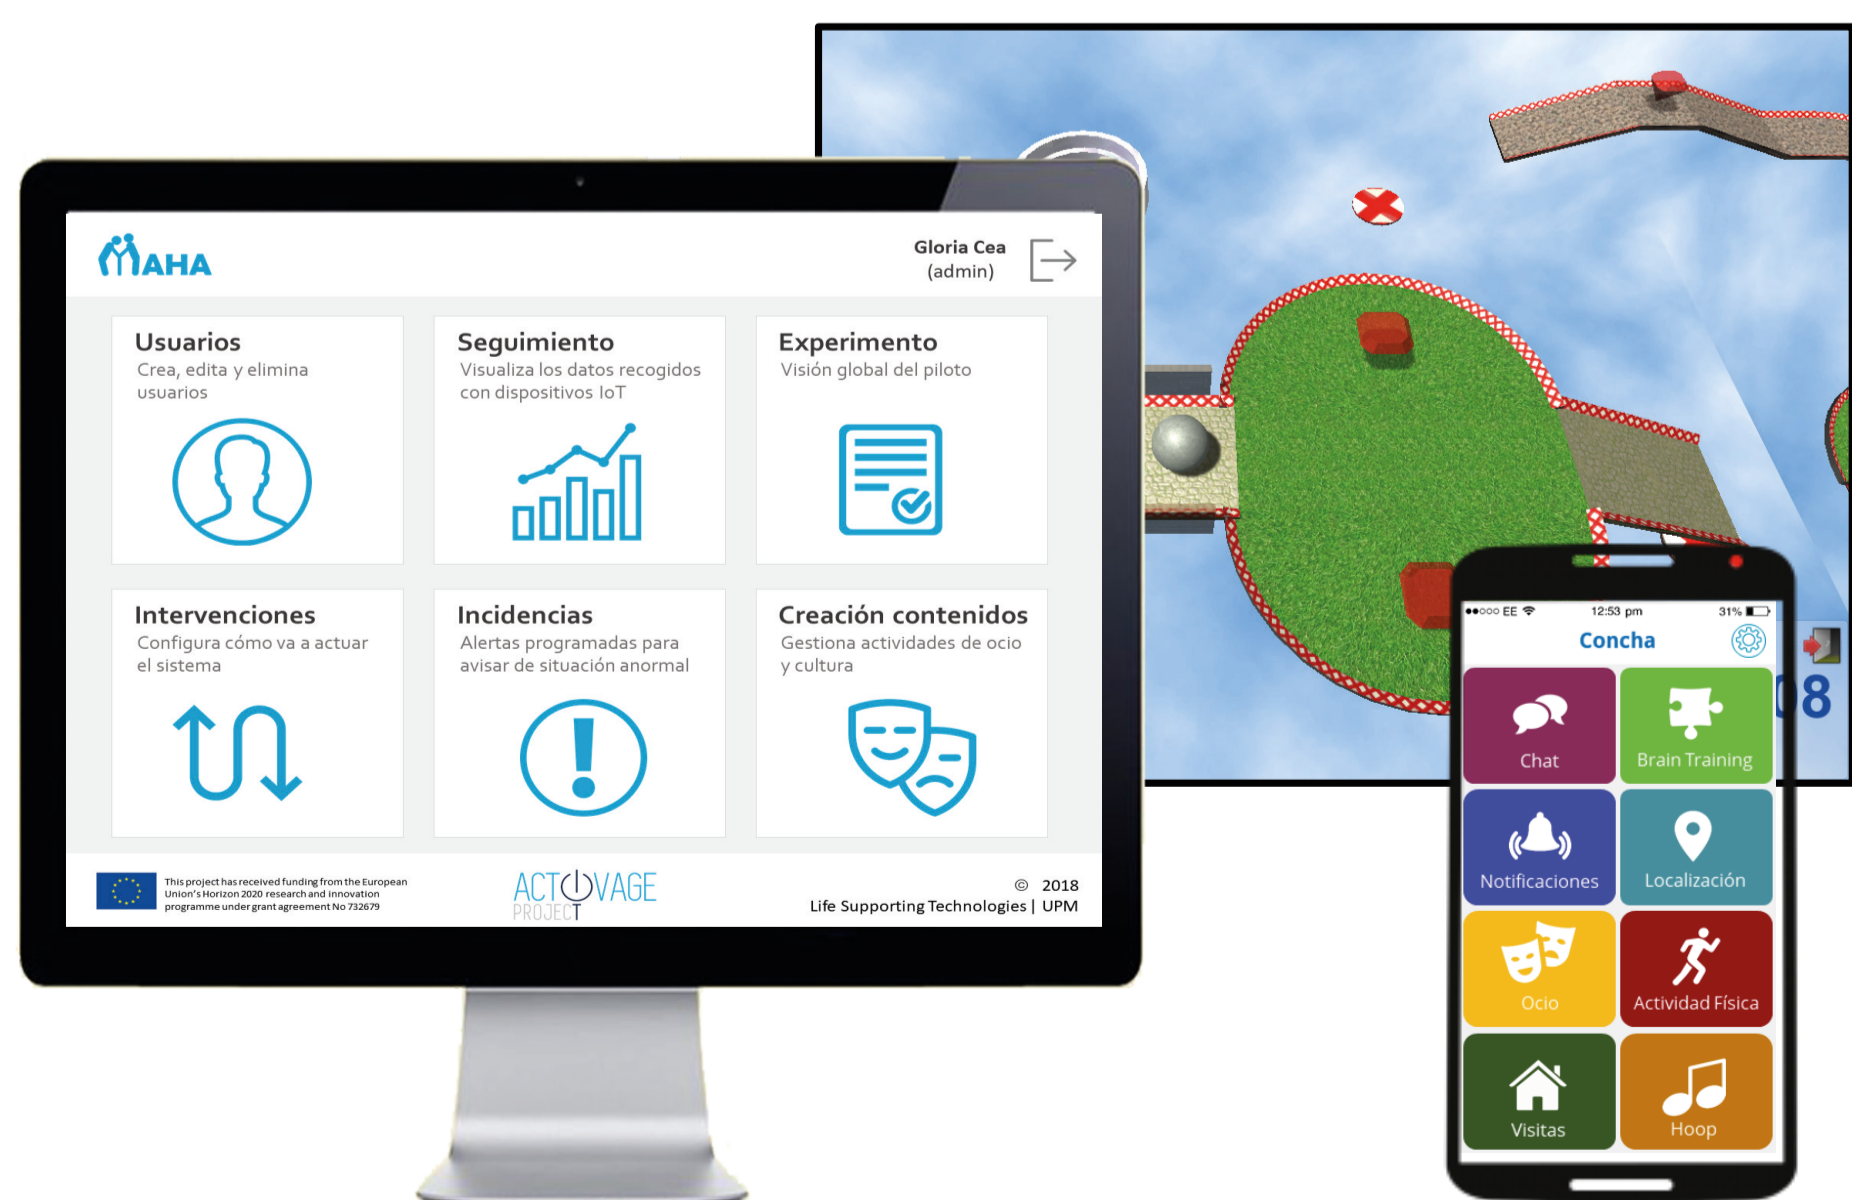 MAHA
Gloria Cea
(admin)
Usuarios
Crea, edita y elimina
usuarios
Seguimiento
Visualiza los datos recogidos
con dispositivos IoT
Experimento
Visión global del piloto
Intervenciones
Configura cómo va a actuar
el sistema
Incidencias
Alertas programadas para
avisar de situación anormal
Creación contenidos
Gestiona actividades de ocio
y cultura
This project has received funding from the European
Union's Horizon 2020 research and innovation
programme under grant agreement No 732679
ACTIVAGE
PROJECT
© 2018
Life Supporting Technologies | UPM
EE 12:53 pm 31%
Concha
Chat
Brain Training
Notificaciones
Localización
Ocio
Actividad Física
Visitas
Hoop
08